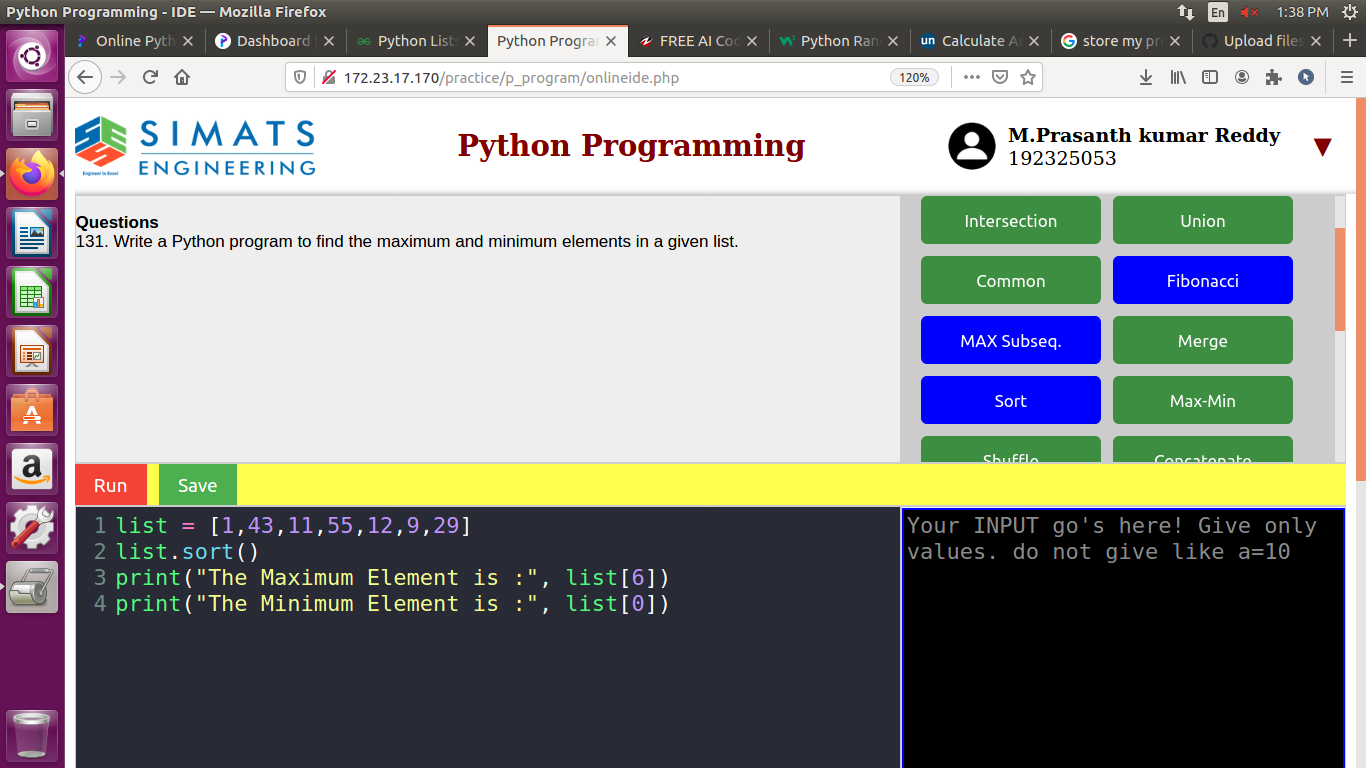 Python Programming - IDE — Mozilla Firefox
En
1:38 PM
Online Pyth
Dashboard
Python Lists
Python Progra
FREE AI Co
Python Ran
un Calculate A
store my pr
Upload files
172.23.17.170/practice/p_program/onlineide.php
120%
SIMATS
ENGINEERING
Engineer to Excel
Python Programming
M.Prasanth kumar Reddy
192325053
Questions
131. Write a Python program to find the maximum and minimum elements in a given list.
Intersection
Union
Common
Fibonacci
MAX Subseq.
Merge
Sort
Max-Min
Shuffle
Concatenate
Run
Save
1 list = [1,43,11,55,12,9,29]
2 list.sort()
3 print("The Maximum Element is :", list[6])
4 print("The Minimum Element is :", list[0])
Your INPUT go's here! Give only
values. do not give like a=10